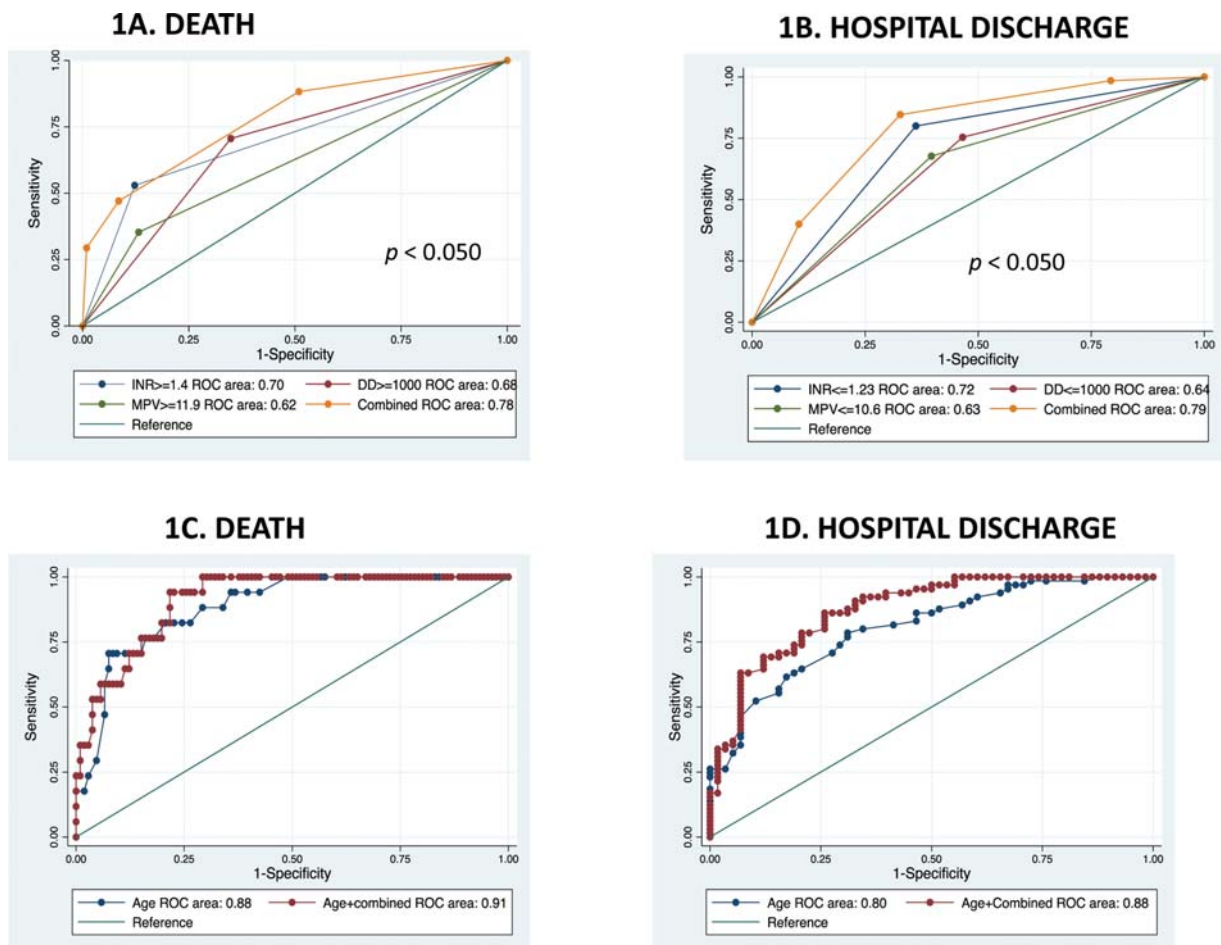 1A. DEATH
1.00
0.75
0.50
0.25
0.00
Sensitivity
p < 0.050
0.00 0.25 0.50 0.75 1.00
1-Specificity
INR>=1.4 ROC area: 0.70 DD>=1000 ROC area: 0.68
MPV>=11.9 ROC area: 0.62 Combined ROC area: 0.78
Reference
1B. HOSPITAL DISCHARGE
1.00
0.75
0.50
0.25
0.00
Sensitivity
p < 0.050
0.00 0.25 0.50 0.75 1.00
1-Specificity
INR<=1.23 ROC area: 0.72 DD<=1000 ROC area: 0.64
MPV<=10.6 ROC area: 0.63 Combined ROC area: 0.79
Reference
1C. DEATH
1.00
0.75
0.50
0.25
0.00
Sensitivity
0.00 0.25 0.50 0.75 1.00
1-Specificity
Age ROC area: 0.88 Age+combined ROC area: 0.91
Reference
1D. HOSPITAL DISCHARGE
1.00
0.75
0.50
0.25
0.00
Sensitivity
0.00 0.25 0.50 0.75 1.00
1-Specificity
Age ROC area: 0.80 Age+Combined ROC area: 0.88
Reference